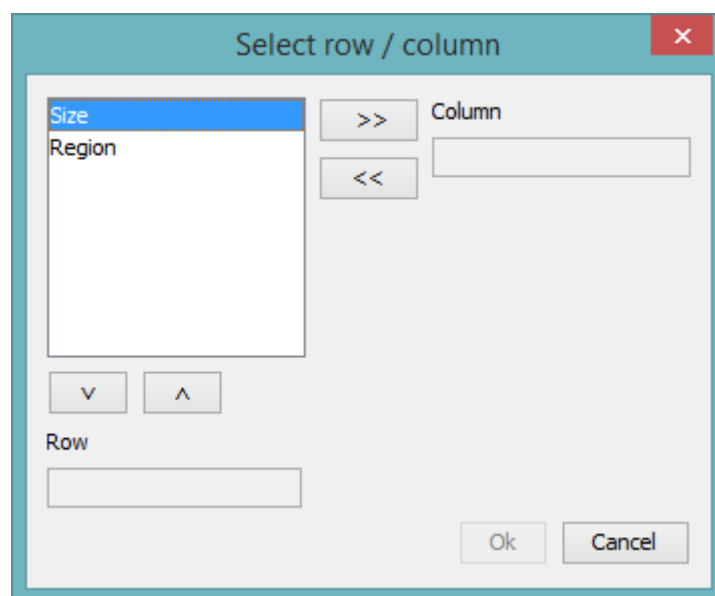 Select row / column
×
Size
Region
>>
<<
Column
v
ʌ
Row
Ok
Cancel